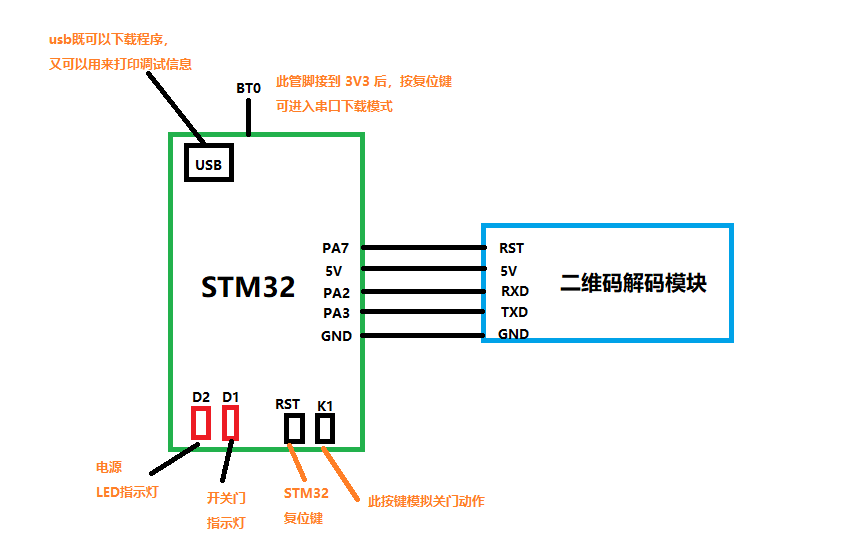 usb既可以下载程序,
又可以用来打印调试信息
BT0
此管脚接到 3V3 后，按复位键
可进入串口下载模式
USB
PA7
RST
5V
5V
STM32
二维码解码模块
PA2
RXD
PA3
TXD
GND
GND
D2
D1
RST
K1
电源
LED指示灯
开关门
指示灯
STM32
复位键
此按键模拟关门动作